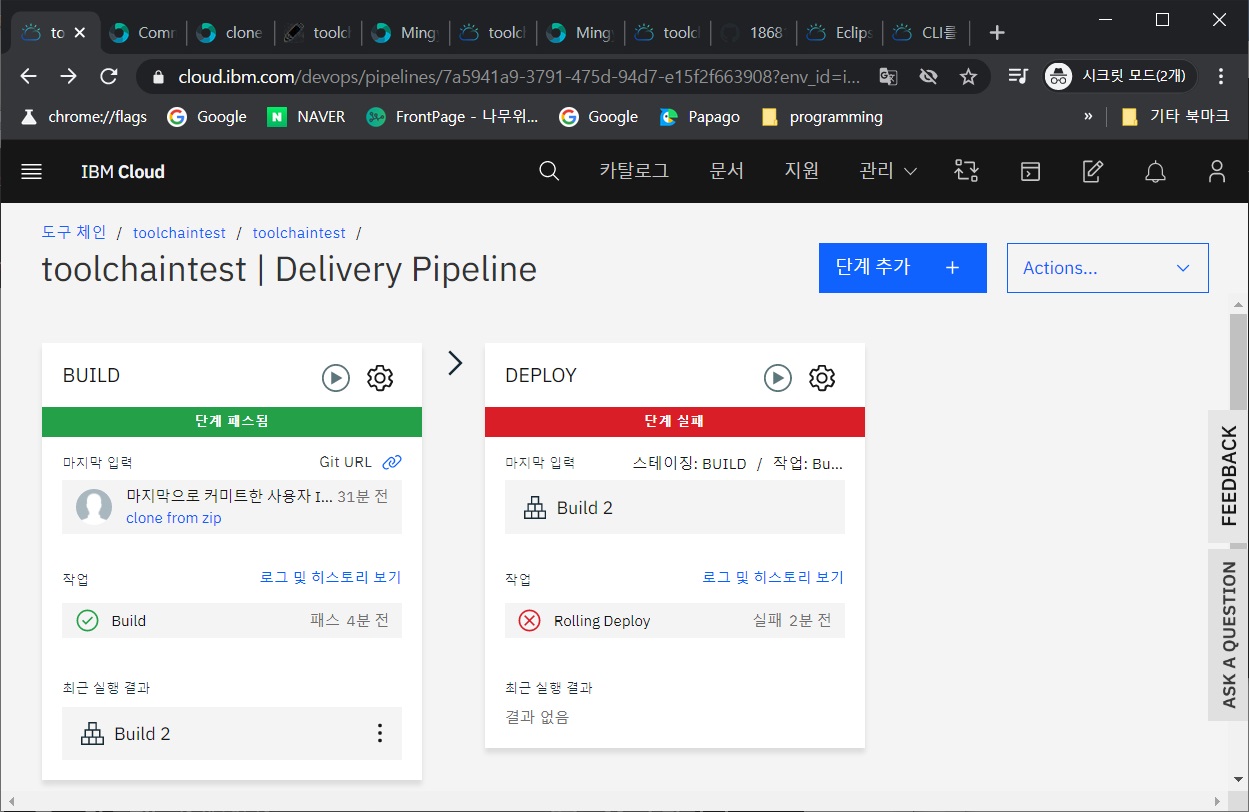 to
Comm
clone
toolch
Ming
toolch
Ming
toolch
1868
Eclips
CLI를
cloud.ibm.com/devops/pipelines/7a5941a9-3791-475d-94d7-e15f2f663908?env_id=i...
시크릿 모드(2개)
chrome://flags
Google
NAVER
FrontPage - 나무위...
Google
Papago
programming
»
기타 북마크
IBM Cloud
카탈로그
문서
지원
관리
도구 체인 / toolchaintest / toolchaintest /
toolchaintest | Delivery Pipeline
단계 추가 +
Actions...
BUILD
단계 패스됨
마지막 입력
Git URL
마지막으로 커미트한 사용자 I... 31분 전
clone from zip
작업
로그 및 히스토리 보기
Build
패스 4분 전
최근 실행 결과
Build 2
DEPLOY
단계 실패
마지막 입력
스테이징: BUILD / 작업: Bu...
Build 2
작업
로그 및 히스토리 보기
Rolling Deploy
실패 2분 전
최근 실행 결과
결과 없음
FEEDBACK
ASK A QUESTION